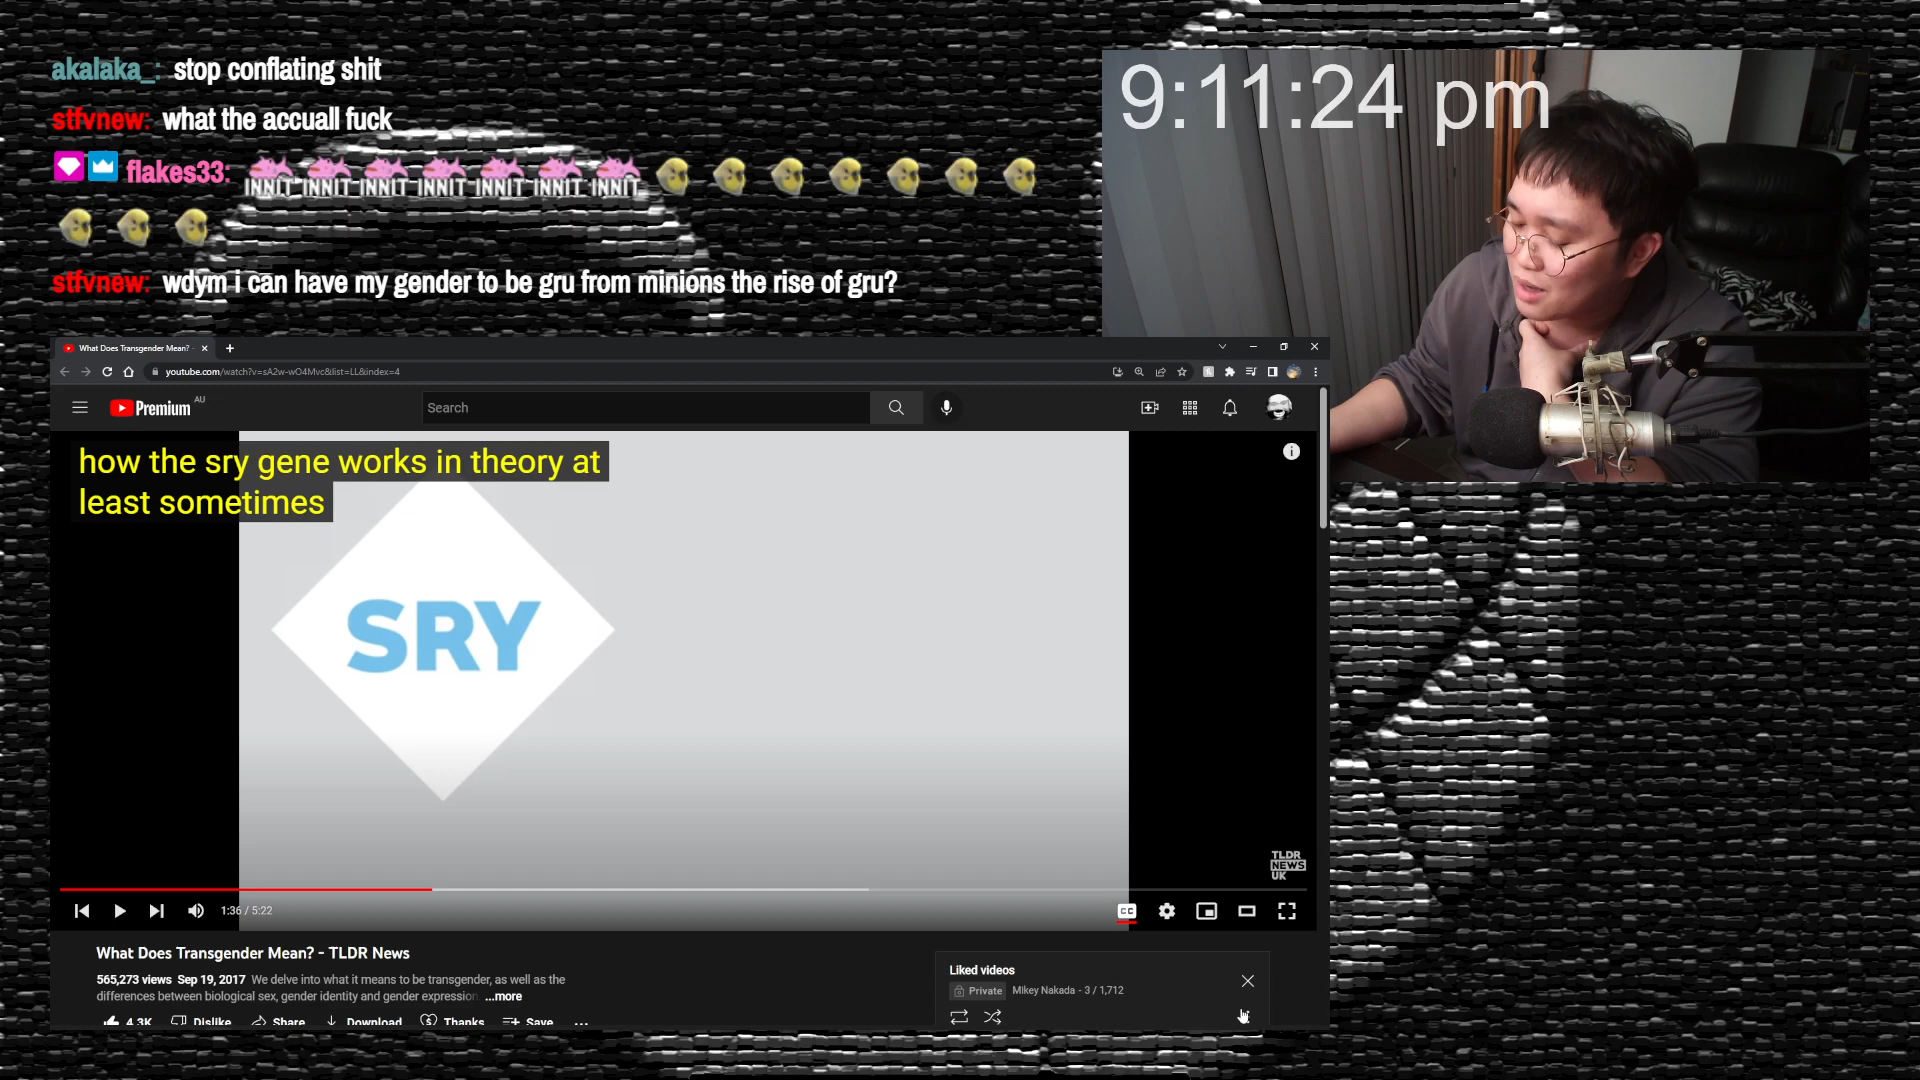 akalaka_: stop conflating shit
stfvnew: what the accuall fuck
flakes33: INNIT INNIT INNIT INNIT INNIT INNIT INNIT
stfvnew: wdym i can have my gender to be gru from minions the rise of gru?
9:11:24 pm
What Does Transgender Mean? -
youtube.com/watch?v=sA2w-wO4Mvc&list=LL&index=4
Premium AU
Search
how the sry gene works in theory at
least sometimes
SRY
TLDR
NEWS
UK
1:36 / 5:22
CC
What Does Transgender Mean? - TLDR News
565,273 views Sep 19, 2017 We delve into what it means to be transgender, as well as the
differences between biological sex, gender identity and gender expression ...more
4.3K Dislike Share Download Thanks Save ...
Liked videos
Private Mikey Nakada - 3 / 1,712